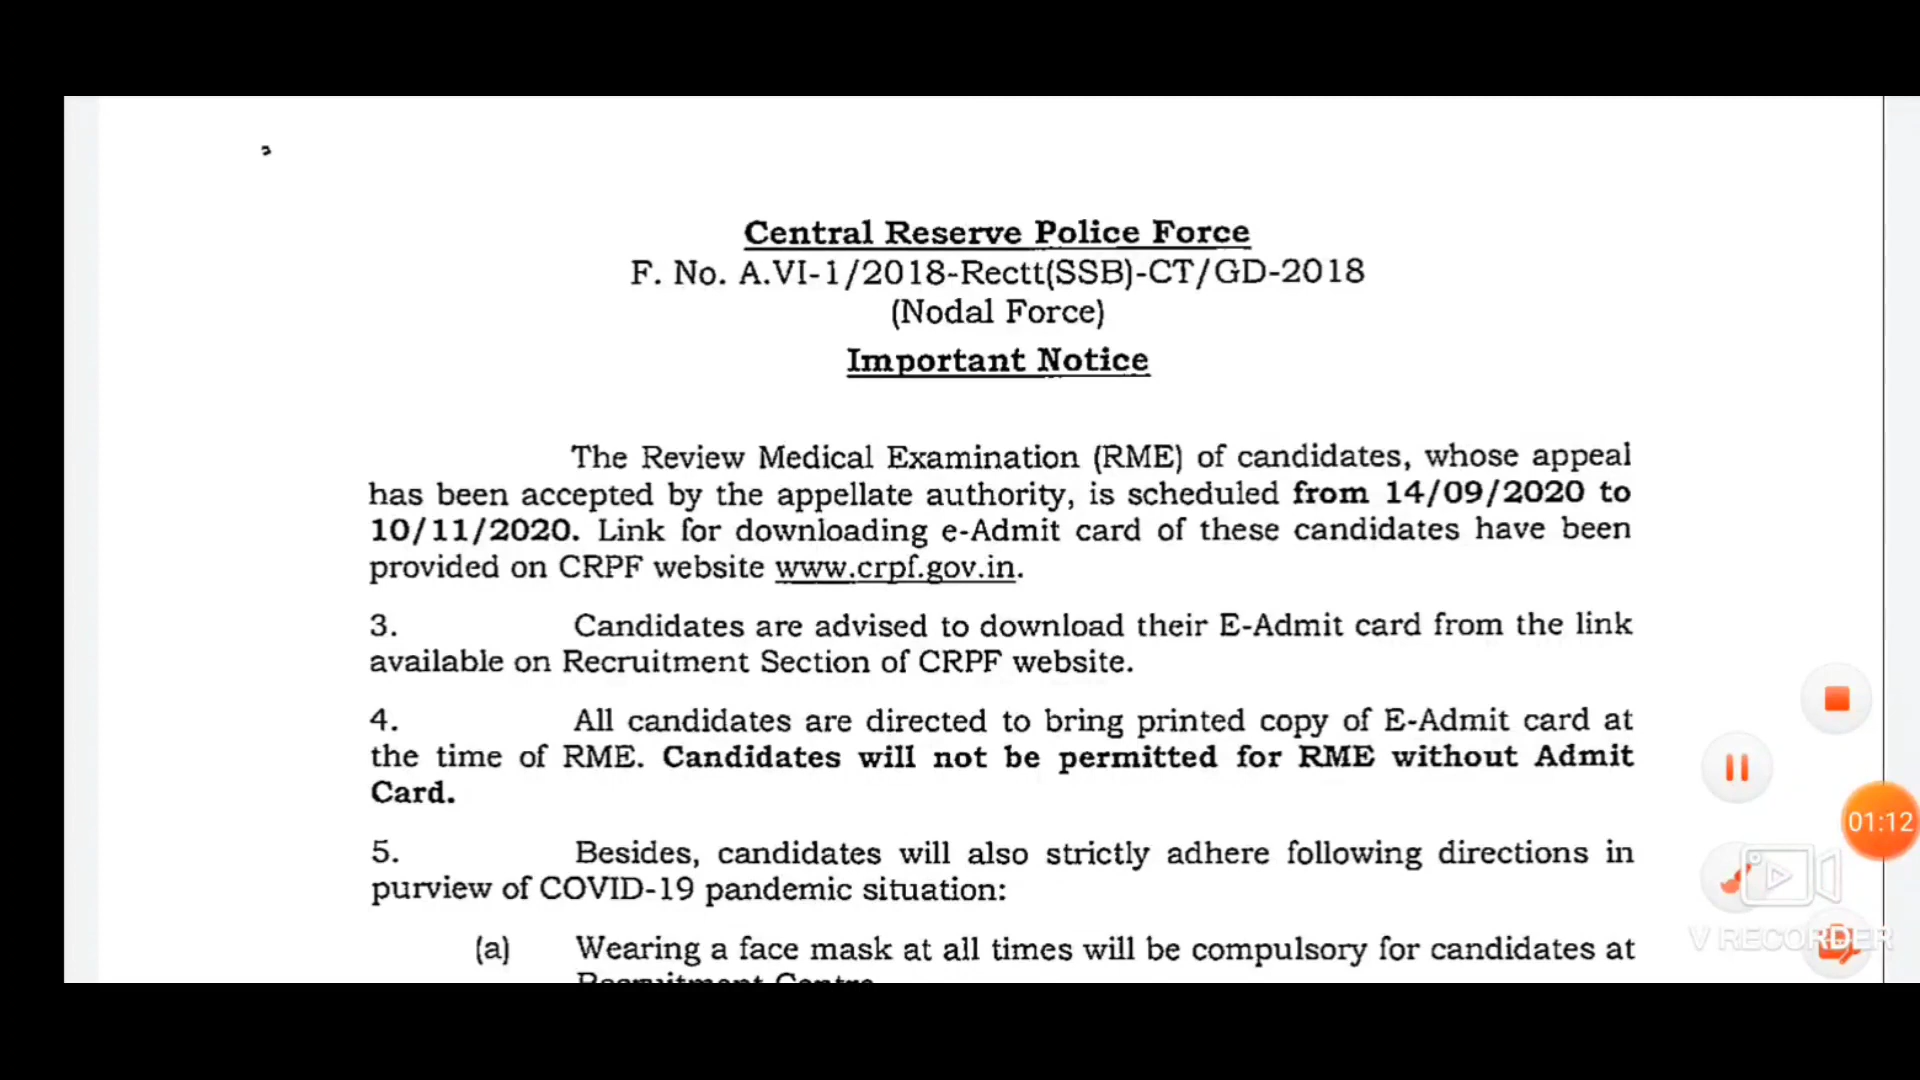 Central Reserve Police Force
F. No. A.VI-1/2018-Rectt(SSB)-CT/GD-2018
(Nodal Force)
Important Notice
The Review Medical Examination (RME) of candidates, whose appeal
has been accepted by the appellate authority, is scheduled from 14/09/2020 to
10/11/2020. Link for downloading e-Admit card of these candidates have been
provided on CRPF website www.crpf.gov.in.
3. Candidates are advised to download their E-Admit card from the link
available on Recruitment Section of CRPF website.
4. All candidates are directed to bring printed copy of E-Admit card at
the time of RME. Candidates will not be permitted for RME without Admit
Card.
5. Besides, candidates will also strictly adhere following directions in
purview of COVID-19 pandemic situation:
(a) Wearing a face mask at all times will be compulsory for candidates at
Recruitment Centre
01:12
V RECORDER